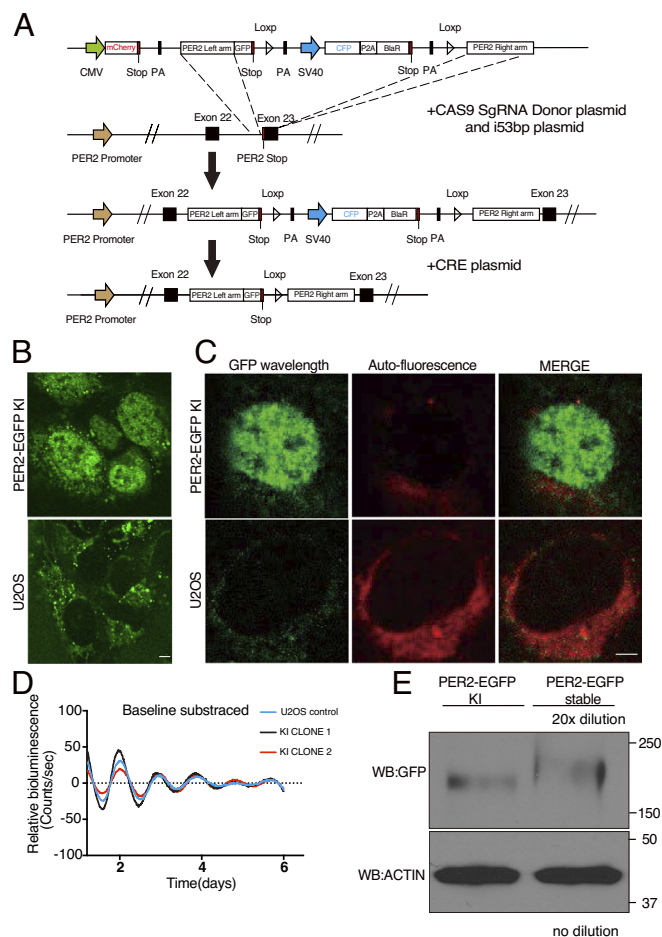 A
Loxp Loxp
mCherry PER2 Left arm GFP CFP P2A BlaR PER2 Right arm
CMV Stop PA Stop PA SV40 Stop PA
Exon 22 Exon 23
+CAS9 SgRNA Donor plasmid
and i53bp plasmid
PER2 Promoter PER2 Stop
Exon 22 Loxp Loxp Exon 23
PER2 Left arm GFP CFP P2A BlaR PER2 Right arm
PER2 Promoter Stop PA SV40 Stop PA
+CRE plasmid
Exon 22 Loxp Exon 23
PER2 Left arm GFP PER2 Right arm
PER2 Promoter Stop
B
PER2-EGFP KI
U2OS
C
GFP wavelength Auto-fluorescence MERGE
PER2-EGFP KI
U2OS
D
Baseline substraced
U2OS control
KI CLONE 1
KI CLONE 2
Relative bioluminescence
(Counts/sec)
100
50
0
-50
-100
2 4 6
Time(days)
E
PER2-EGFP PER2-EGFP
KI stable
20x dilution
WB:GFP
250
150
WB:ACTIN
50
37
no dilution